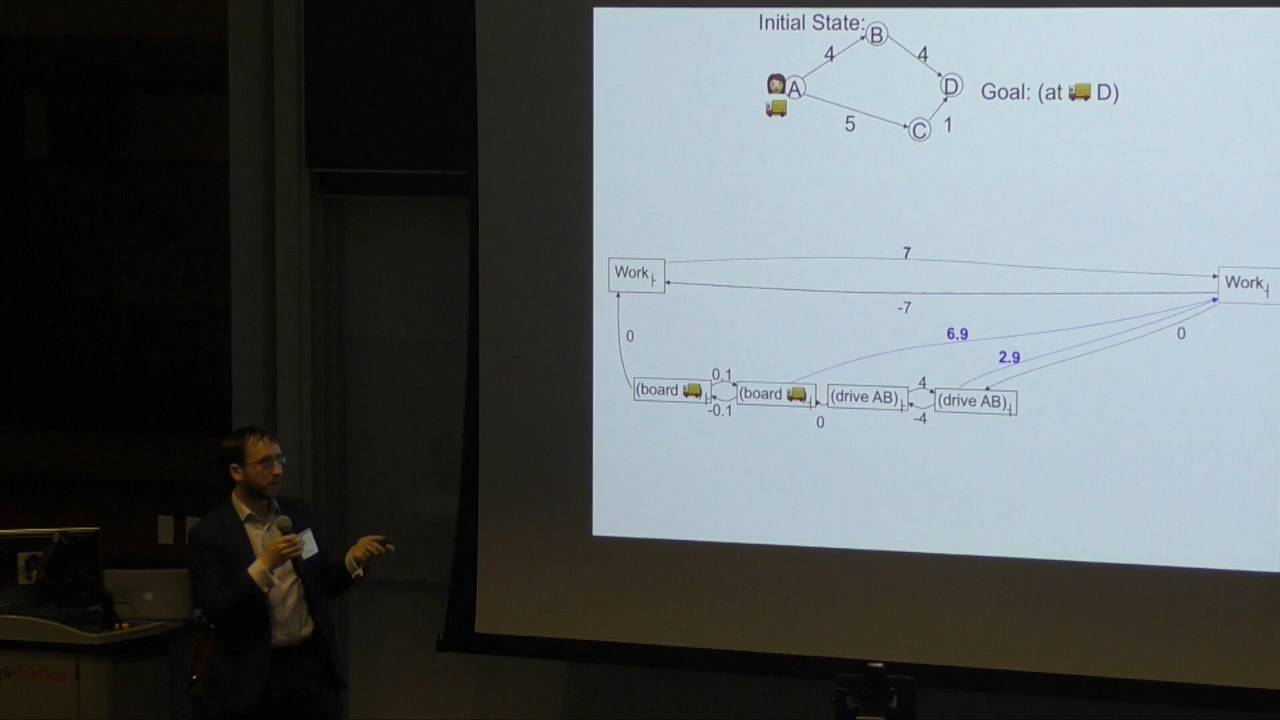 Initial State:
B
4
4
A
D
Goal: (at 🚚 D)
5
C
1
7
Work⊢
Work⊣
-7
0
6.9
0
2.9
0.1
4
(board 🚚)⊢
(board 🚚)⊣
(drive AB)⊢
(drive AB)⊣
-0.1
0
-4